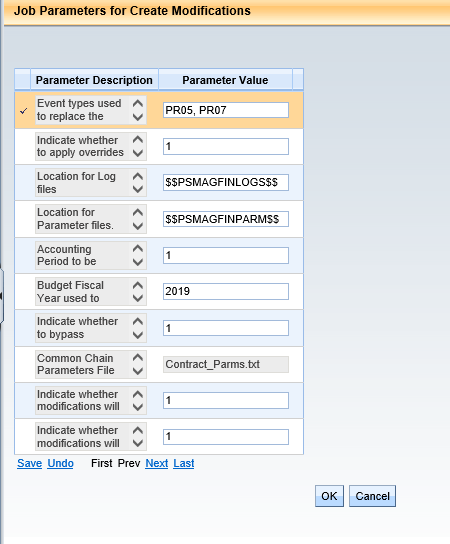 Job Parameters for Create Modifications
Parameter Description Parameter Value
Event types used
to replace the
PR05, PR07
Indicate whether
to apply overrides
1
Location for Log
files
$$PSMAGFINLOGS$$
Location for
Parameter files.
$$PSMAGFINPARM$$
Accounting
Period to be
1
Budget Fiscal
Year used to
2019
Indicate whether
to bypass
1
Common Chain
Parameters File
Contract_Parms.txt
Indicate whether
modifications will
1
Indicate whether
modifications will
1
Save Undo First Prev Next Last
OK Cancel